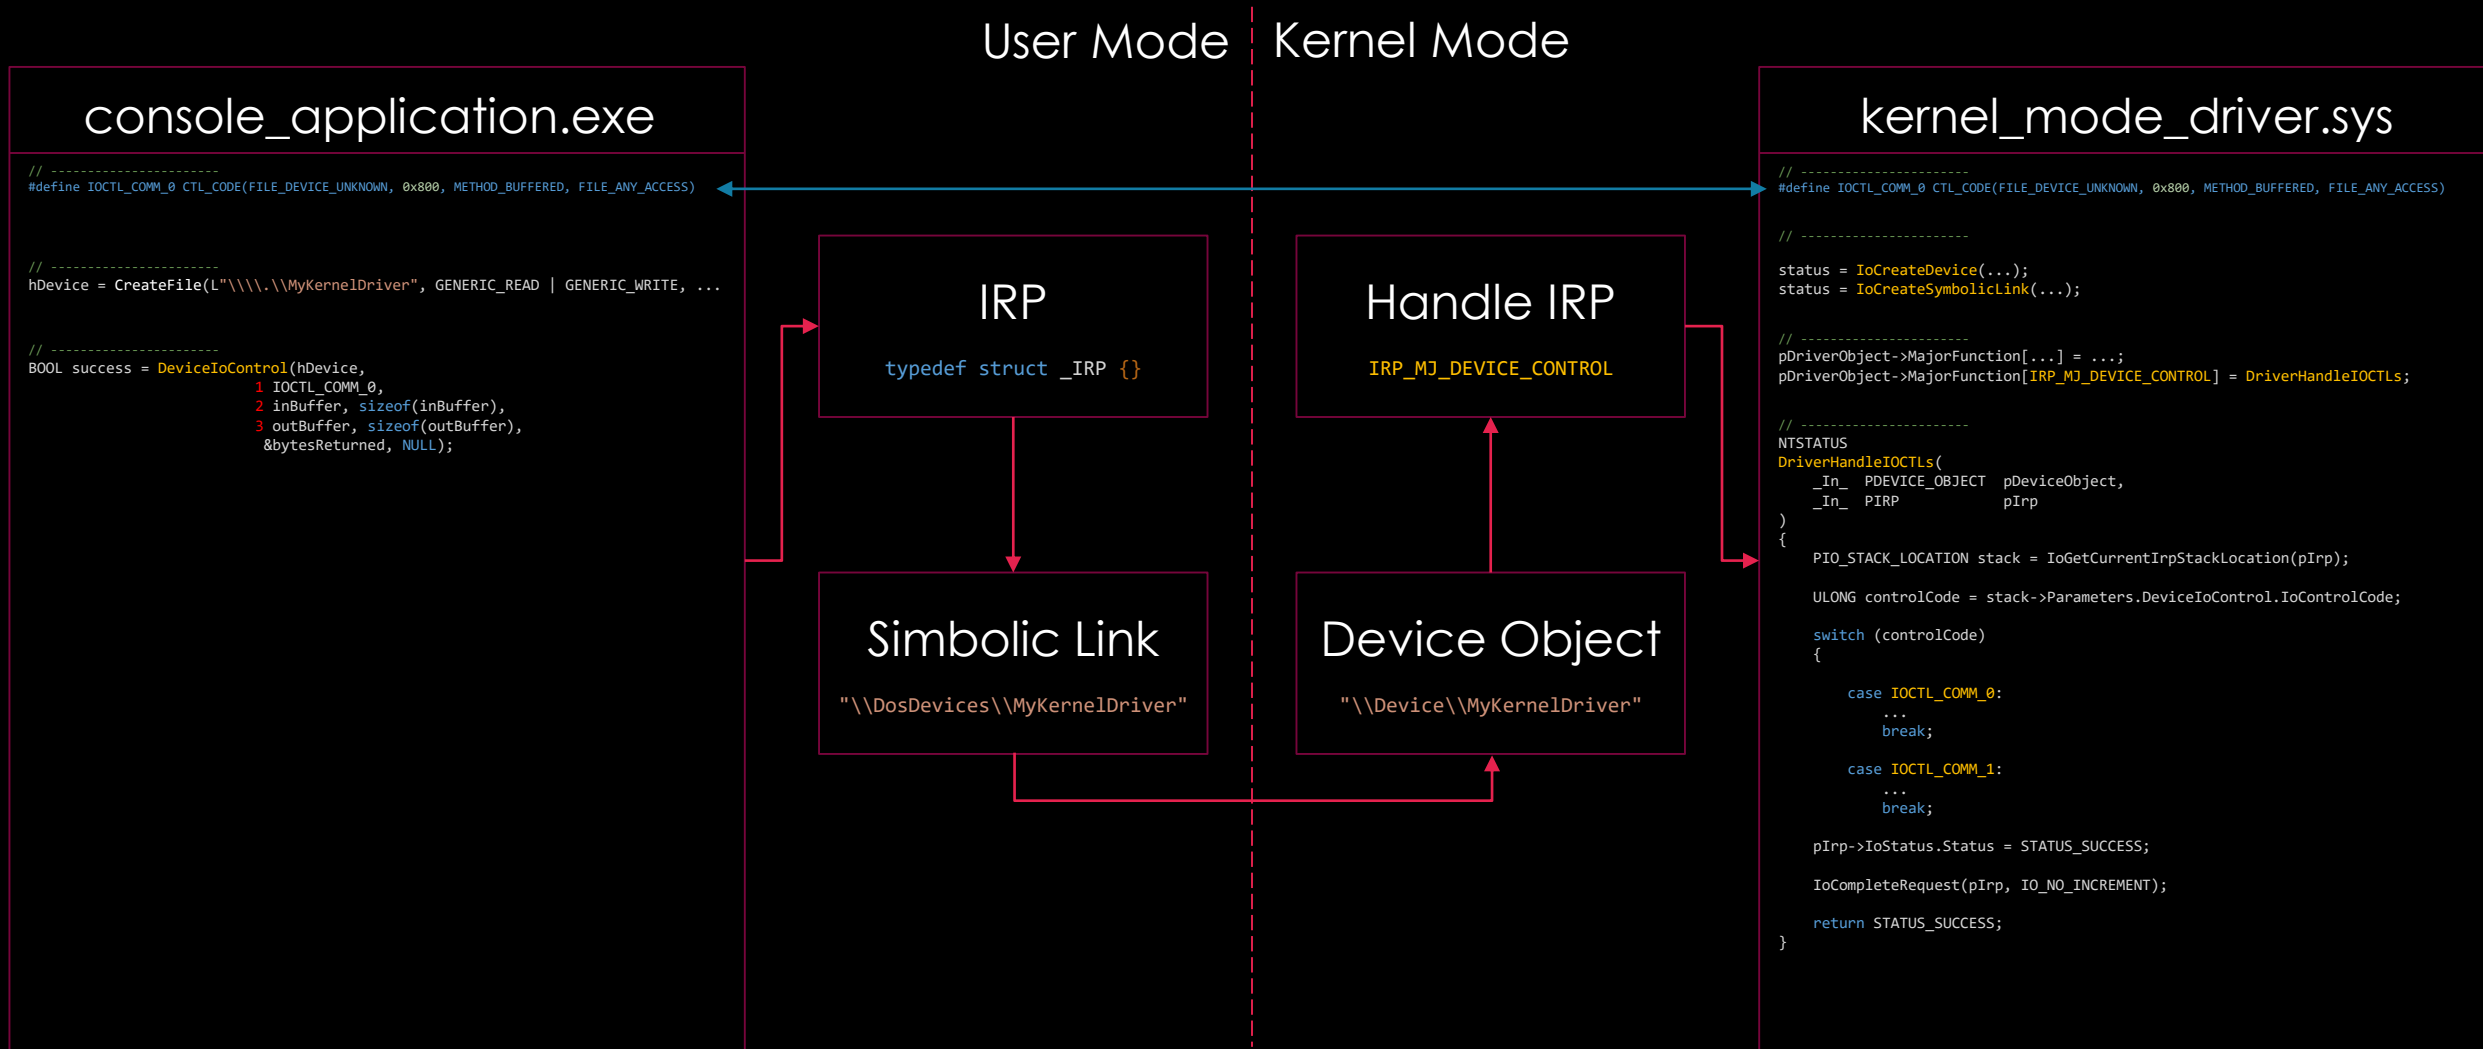 User Mode
Kernel Mode
console_application.exe
// -----------------------
#define IOCTL_COMM_0 CTL_CODE(FILE_DEVICE_UNKNOWN, 0x800, METHOD_BUFFERED, FILE_ANY_ACCESS)
// -----------------------
hDevice = CreateFile(L"\\\\.\\MyKernelDriver", GENERIC_READ | GENERIC_WRITE, ...
// -----------------------
BOOL success = DeviceIoControl(hDevice,
1 IOCTL_COMM_0,
2 inBuffer, sizeof(inBuffer),
3 outBuffer, sizeof(outBuffer),
&bytesReturned, NULL);
IRP
typedef struct _IRP {}
Simbolic Link
"\\DosDevices\\MyKernelDriver"
Handle IRP
IRP_MJ_DEVICE_CONTROL
Device Object
"\\Device\\MyKernelDriver"
kernel_mode_driver.sys
// -----------------------
#define IOCTL_COMM_0 CTL_CODE(FILE_DEVICE_UNKNOWN, 0x800, METHOD_BUFFERED, FILE_ANY_ACCESS)
// -----------------------
status = IoCreateDevice(...);
status = IoCreateSymbolicLink(...);
// -----------------------
pDriverObject->MajorFunction[...] = ...;
pDriverObject->MajorFunction[IRP_MJ_DEVICE_CONTROL] = DriverHandleIOCTLs;
// -----------------------
NTSTATUS
DriverHandleIOCTLs(
_In_ PDEVICE_OBJECT pDeviceObject,
_In_ PIRP pIrp
)
{
PIO_STACK_LOCATION stack = IoGetCurrentIrpStackLocation(pIrp);
ULONG controlCode = stack->Parameters.DeviceIoControl.IoControlCode;
switch (controlCode)
{
case IOCTL_COMM_0:
...
break;
case IOCTL_COMM_1:
...
break;
pIrp->IoStatus.Status = STATUS_SUCCESS;
IoCompleteRequest(pIrp, IO_NO_INCREMENT);
return STATUS_SUCCESS;
}